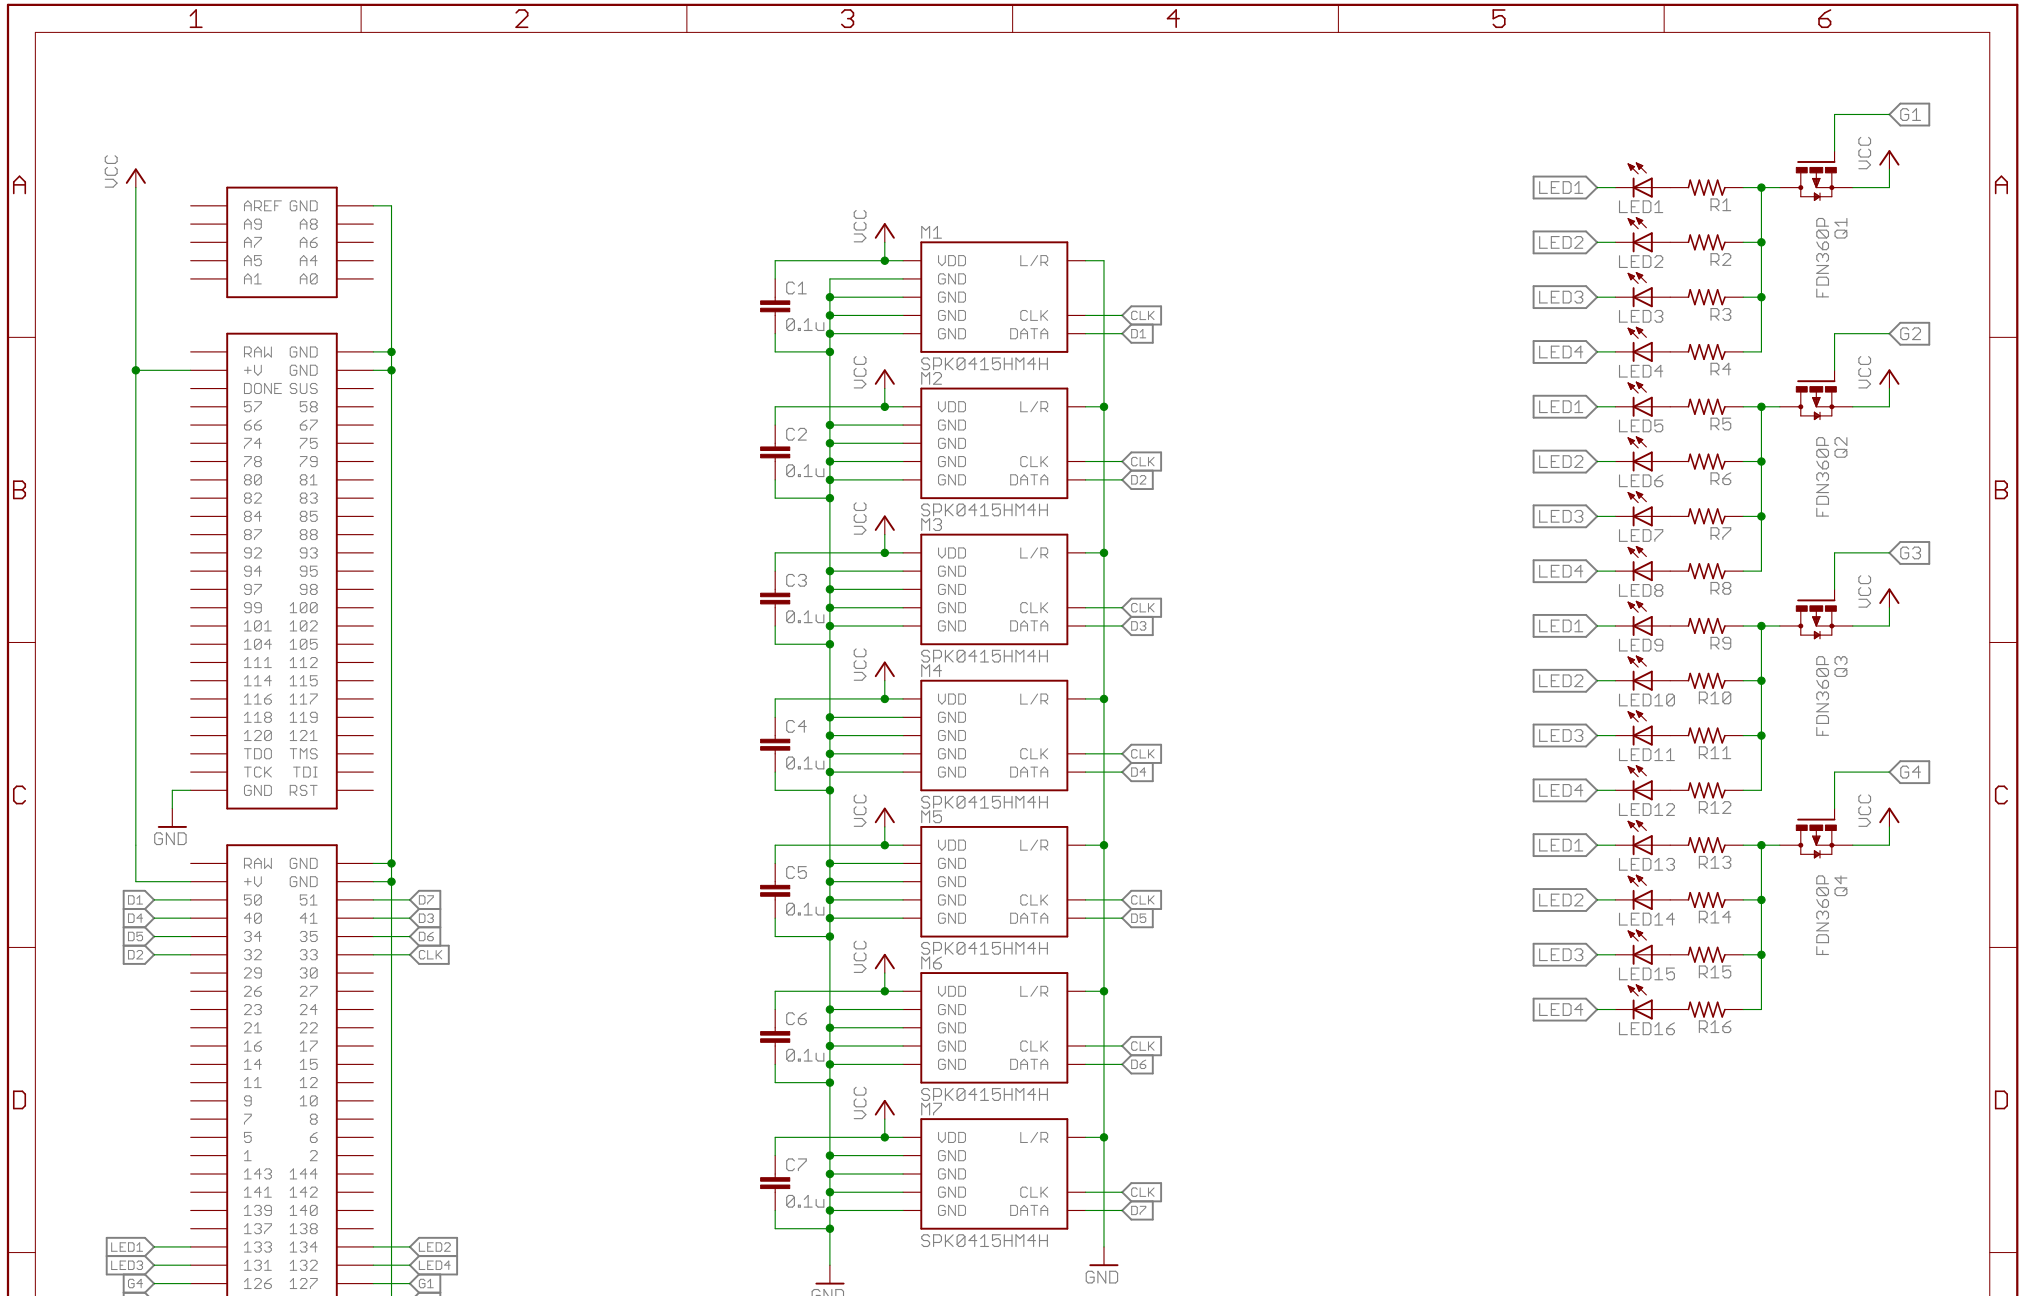 1 2 3 4 5 6
A A
B B
C C
D D
VCC
AREF GND
A9 A8
A7 A6
A5 A4
A1 A0
RAW GND
+V GND
DONE SUS
57 58
66 67
74 75
78 79
80 81
82 83
84 85
87 88
92 93
94 95
97 98
99 100
101 102
104 105
111 112
114 115
116 117
118 119
120 121
TDO TMS
TCK TDI
GND RST
GND
RAW GND
+V GND
D1 50 51 D7
D4 40 41 D3
D5 34 35 D6
D2 32 33 CLK
29 30
26 27
23 24
21 22
16 17
14 15
11 12
9 10
7 8
5 6
1 2
143 144
141 142
139 140
137 138
LED1 133 134 LED2
LED3 131 132 LED4
G4 126 127 G1
VCC
M1
VDD L/R
GND
C1
GND
0.1u
GND CLK CLK
GND DATA D1
SPK0415HM4H
VCC
M2
VDD L/R
GND
C2
GND
0.1u
GND CLK CLK
GND DATA D2
SPK0415HM4H
VCC
M3
VDD L/R
GND
C3
GND
0.1u
GND CLK CLK
GND DATA D3
SPK0415HM4H
VCC
M4
VDD L/R
GND
C4
GND
0.1u
GND CLK CLK
GND DATA D4
SPK0415HM4H
VCC
M5
VDD L/R
GND
C5
GND
0.1u
GND CLK CLK
GND DATA D5
SPK0415HM4H
VCC
M6
VDD L/R
GND
C6
GND
0.1u
GND CLK CLK
GND DATA D6
SPK0415HM4H
VCC
M7
VDD L/R
GND
C7
GND
0.1u
GND CLK CLK
GND DATA D7
SPK0415HM4H
GND
GND
G1
VCC
LED1
LED1 R1
LED2
LED2 R2
LED3
LED3 R3
LED4
LED4 R4
FDN360P
Q1
G2
VCC
LED1
LED5 R5
LED2
LED6 R6
LED3
LED7 R7
LED4
LED8 R8
FDN360P
Q2
G3
VCC
LED1
LED9 R9
LED2
LED10 R10
LED3
LED11 R11
LED4
LED12 R12
FDN360P
Q3
G4
VCC
LED1
LED13 R13
LED2
LED14 R14
LED3
LED15 R15
LED4
LED16 R16
FDN360P
Q4